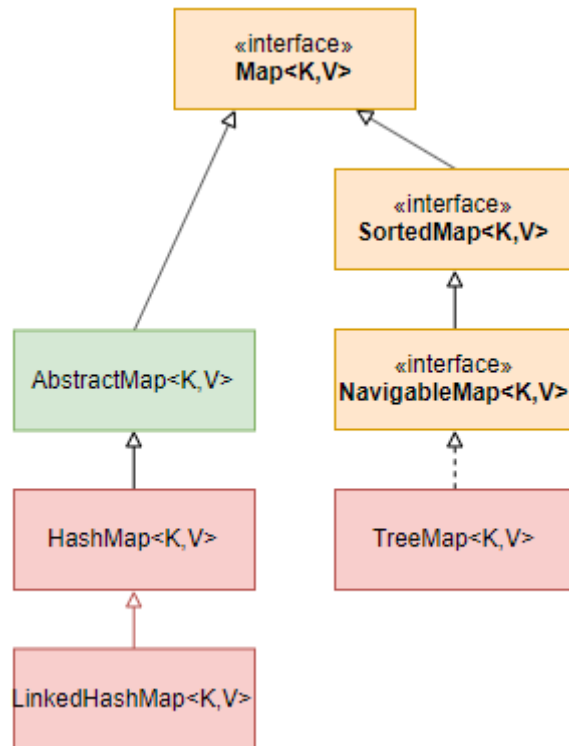 «interface»
Map<K,V>
«interface»
SortedMap<K,V>
AbstractMap<K,V>
«interface»
NavigableMap<K,V>
HashMap<K,V>
TreeMap<K,V>
LinkedHashMap<K,V>